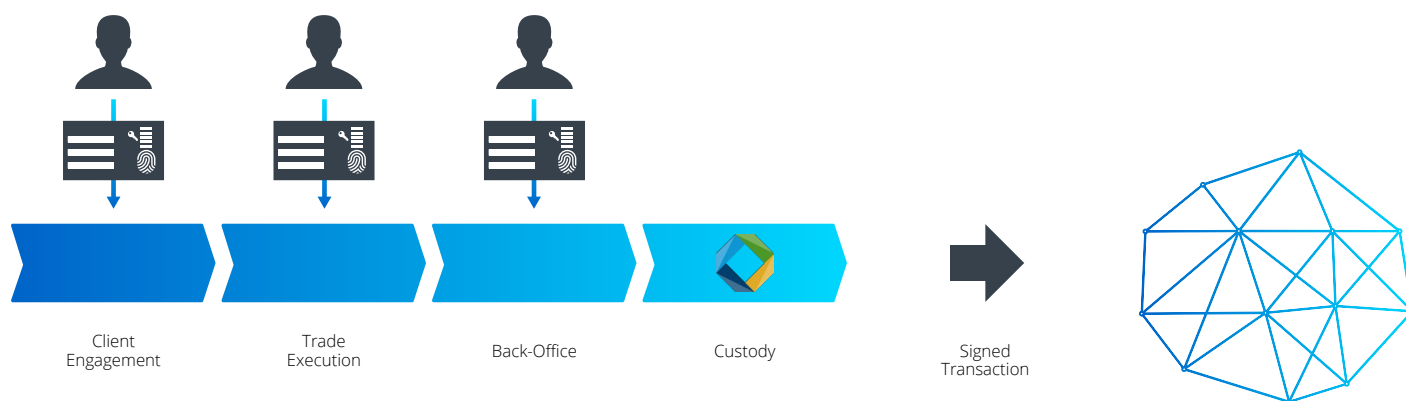 Client
Engagement
Trade
Execution
Back-Office
Custody
Signed
Transaction